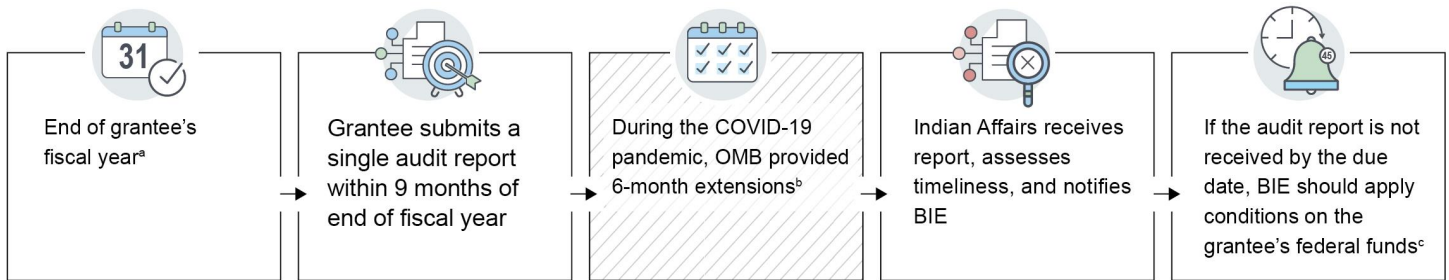 31
End of grantee's
fiscal yearᵃ
Grantee submits a
single audit report
within 9 months of
end of fiscal year
During the COVID-19
pandemic, OMB provided
6-month extensionsᵇ
Indian Affairs receives
report, assesses
timeliness, and notifies
BIE
45
If the audit report is not
received by the due
date, BIE should apply
conditions on the
grantee's federal fundsᶜ